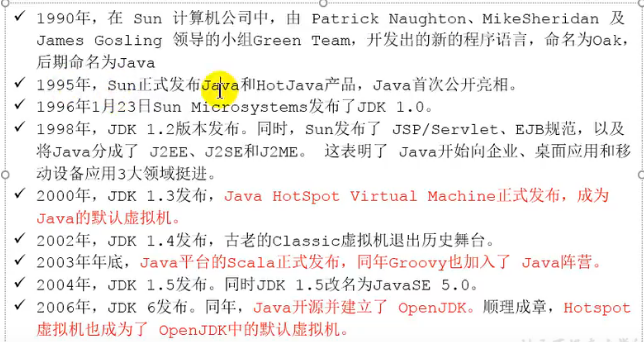 ✓ 1990年，在 Sun 计算机公司中，由 Patrick Naughton、MikeSheridan 及
James Gosling 领导的小组Green Team，开发出的新的程序语言，命名为Oak，
后期命名为Java
✓ 1995年，Sun正式发布Java和HotJava产品，Java首次公开亮相。
✓ 1996年1月23日Sun Microsystems发布了JDK 1.0。
✓ 1998年，JDK 1.2版本发布。同时，Sun发布了 JSP/Servlet、EJB规范，以及
将Java分成了 J2EE、J2SE和J2ME。 这表明了 Java开始向企业、桌面应用和移
动设备应用3大领域挺进。
✓ 2000年，JDK 1.3发布，Java HotSpot Virtual Machine正式发布，成为
Java的默认虚拟机。
✓ 2002年，JDK 1.4发布，古老的Classic虚拟机退出历史舞台。
✓ 2003年年底，Java平台的Scala正式发布，同年Groovy也加入了 Java阵营。
✓ 2004年，JDK 1.5发布。同时JDK 1.5改名为JavaSE 5.0。
✓ 2006年，JDK 6发布。同年，Java开源并建立了 OpenJDK。顺理成章，Hotspot
虚拟机也成为了 OpenJDK中的默认虚拟机。